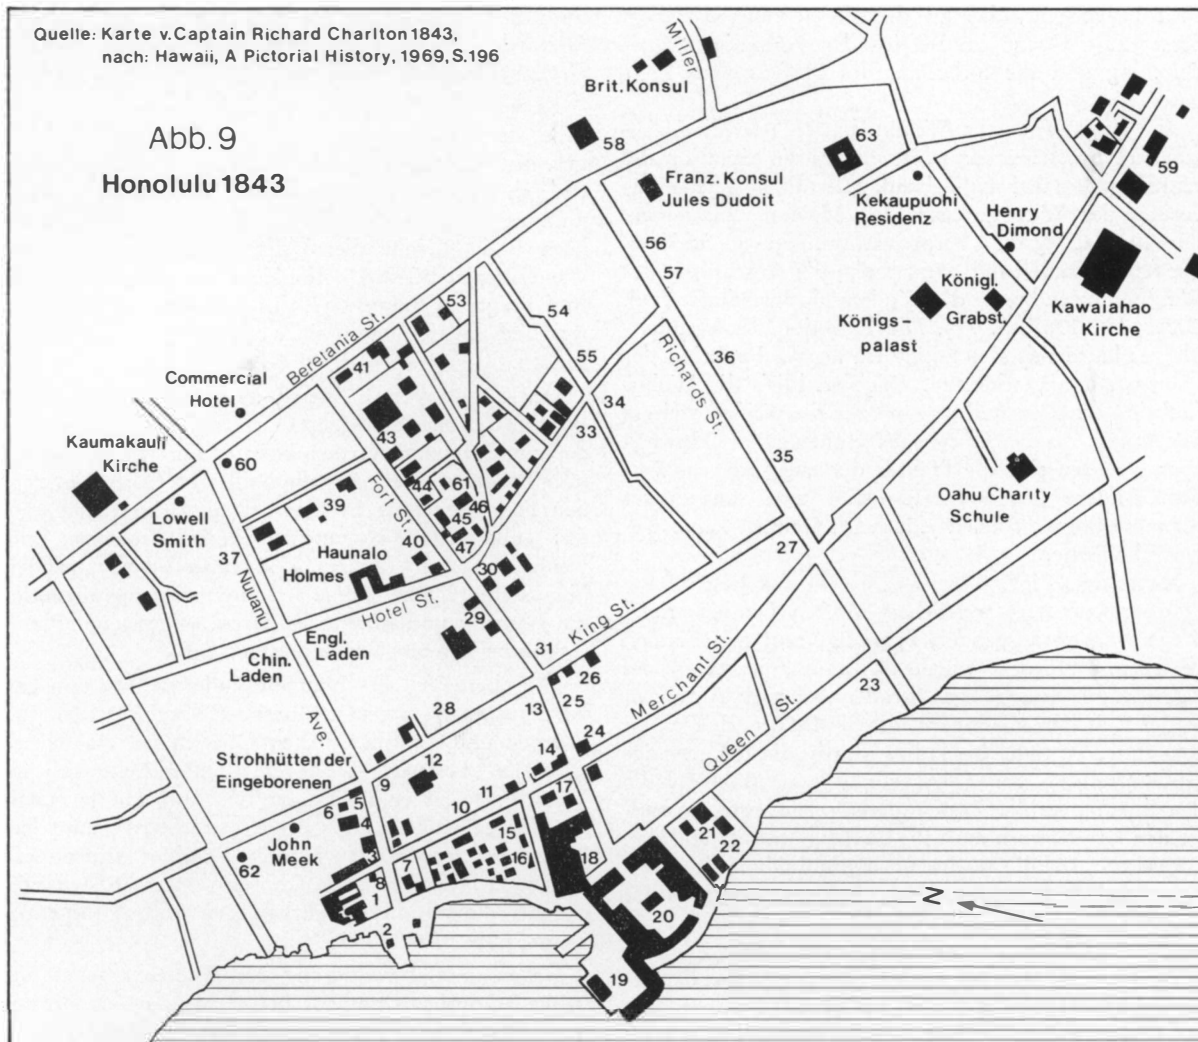 Quelle: Karte v. Captain Richard Charlton 1843,
nach: Hawaii, A Pictorial History, 1969, S.196
Abb. 9
Honolulu 1843
Miller
Brit. Konsul
58
63
59
Franz. Konsul
Jules Dudoit
Kekaupuohi
Residenz
Henry
Dimond
56
57
Königl.
Grabst.
Kawaiahao
Kirche
Königs-
palast
53
54
Beretania St.
55
36
Richards St.
41
Commercial
Hotel
34
33
43
Kaumakauli
Kirche
60
35
44
61
Fort St.
46
39
45
Oahu Charity
Schule
Lowell
Smith
40
47
27
37
Haunalo
Holmes
30
Nuuanu
Hotel St.
29
King St.
Engl.
Laden
31
Chin.
Laden
26
Merchant St.
23
Ave.
28
13
25
Queen St.
24
14
Strohhütten der
Eingeborenen
12
9
11
5
6
10
17
4
15
21
John
Meek
3
16
18
22
62
7
8
1
20
N
2
19